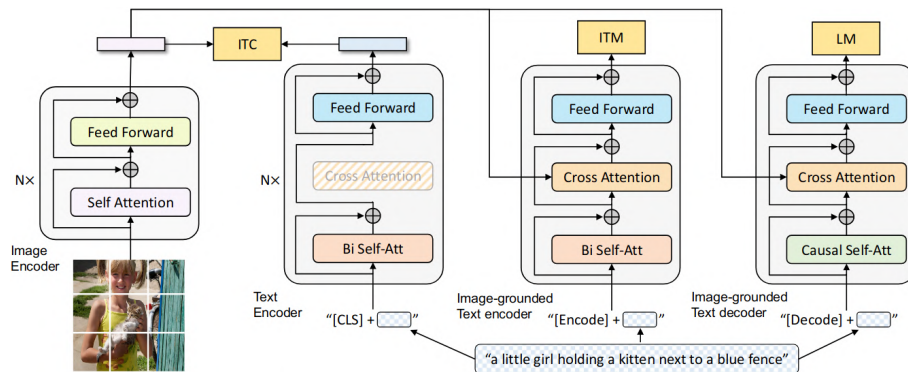 ITC
ITM
LM
Feed Forward
Self Attention
N×
Image
Encoder
Feed Forward
Cross Attention
Bi Self-Att
N×
Text
Encoder
Feed Forward
Cross Attention
Bi Self-Att
Image-grounded
Text encoder
Feed Forward
Cross Attention
Causal Self-Att
Image-grounded
Text decoder
“[CLS] + ”
“[Encode] + ”
“[Decode] + ”
“a little girl holding a kitten next to a blue fence”